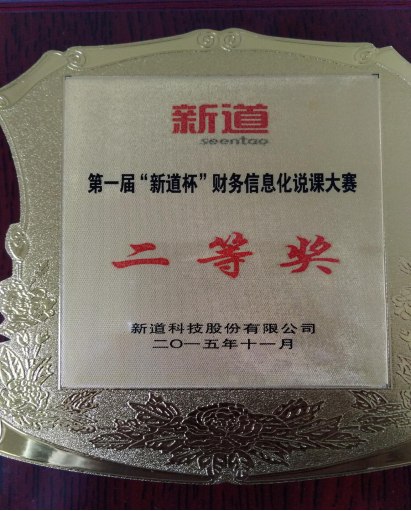 新道
seentao
第一届“新道杯”财务信息化说课大赛
二等奖
新道科技股份有限公司
二〇一五年十一月